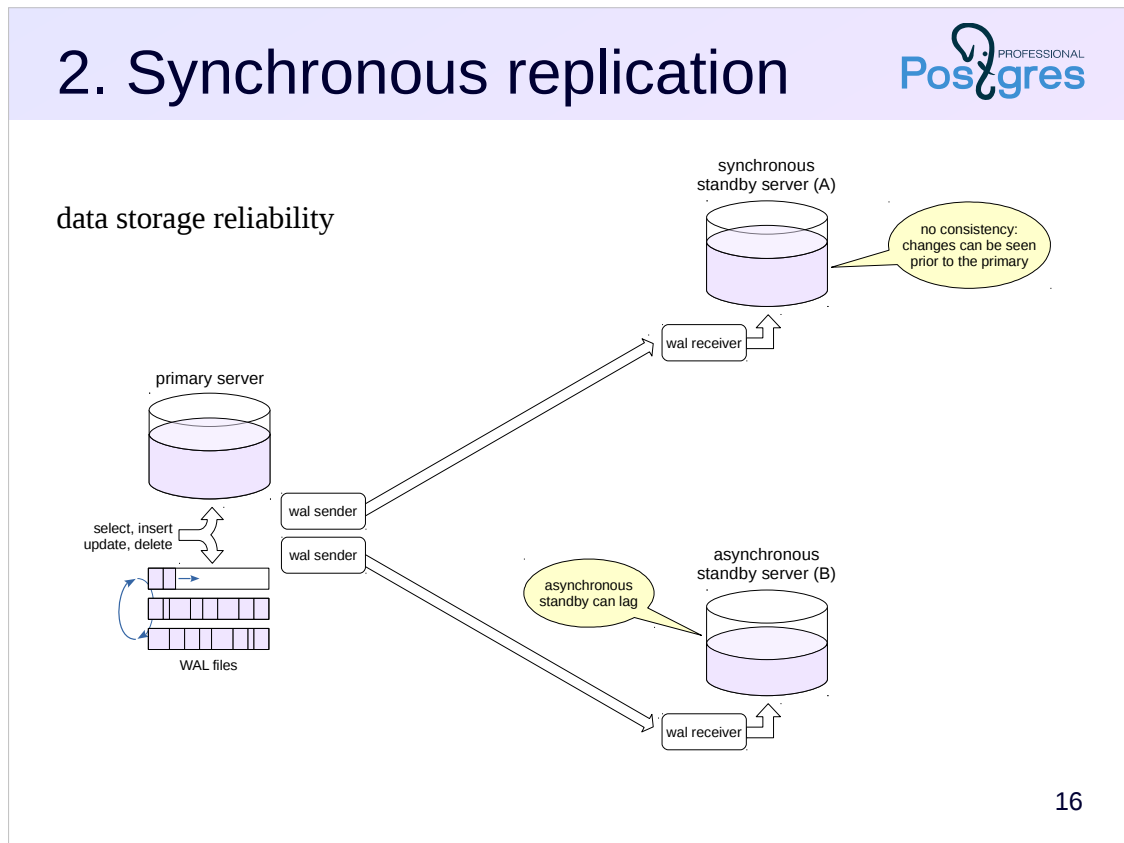 2. Synchronous replication
PROFESSIONAL
Postgres
data storage reliability
synchronous
standby server (A)
no consistency:
changes can be seen
prior to the primary
wal receiver
primary server
wal sender
select, insert
update, delete
wal sender
WAL files
asynchronous
standby can lag
asynchronous
standby server (B)
wal receiver
16